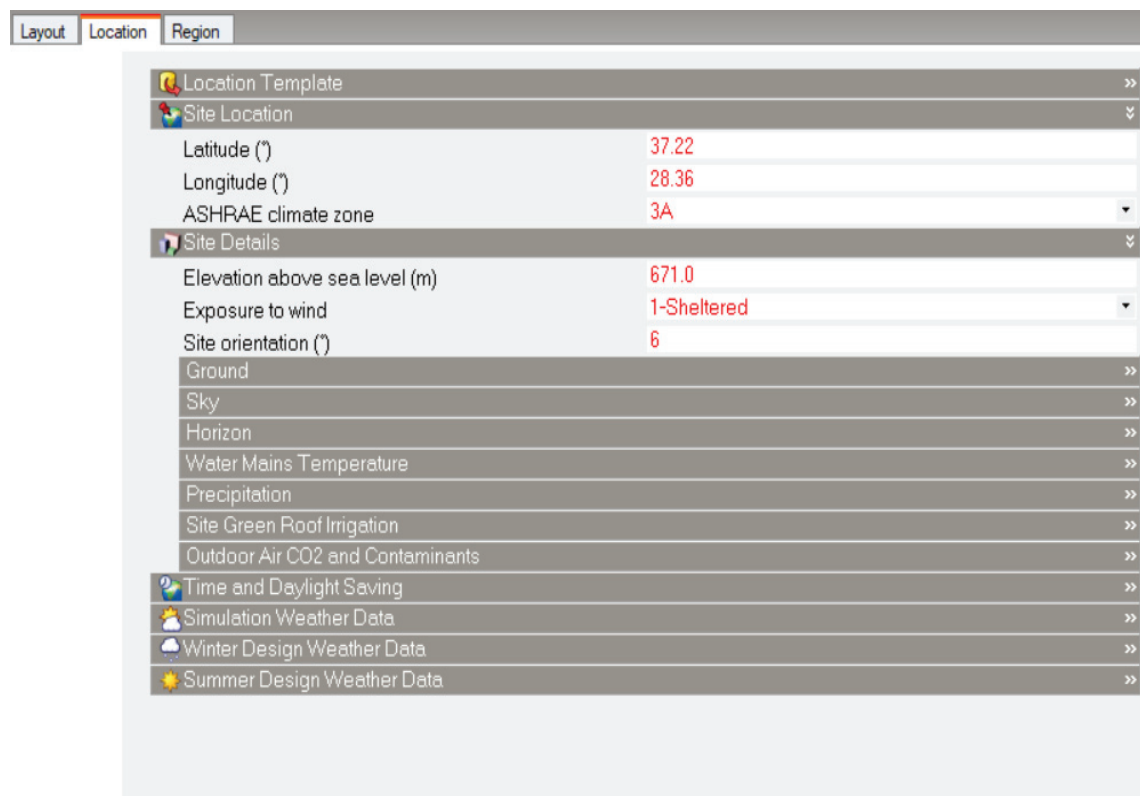 Layout Location Region
Location Template »
Site Location
Latitude (°) 37.22
Longitude (°) 28.36
ASHRAE climate zone 3A
Site Details
Elevation above sea level (m) 671.0
Exposure to wind 1-Sheltered
Site orientation (°) 6
Ground »
Sky »
Horizon »
Water Mains Temperature »
Precipitation »
Site Green Roof Irrigation »
Outdoor Air CO2 and Contaminants »
Time and Daylight Saving »
Simulation Weather Data »
Winter Design Weather Data »
Summer Design Weather Data »